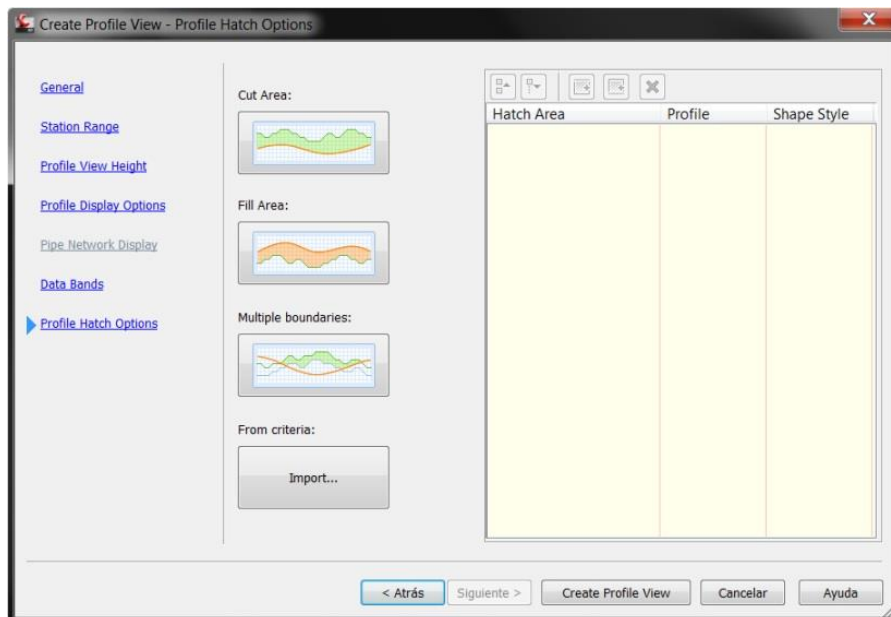 Create Profile View - Profile Hatch Options
General
Station Range
Profile View Height
Profile Display Options
Pipe Network Display
Data Bands
Profile Hatch Options
Cut Area:
Fill Area:
Multiple boundaries:
From criteria:
Import...
Hatch Area Profile Shape Style
< Atrás Siguiente > Create Profile View Cancelar Ayuda